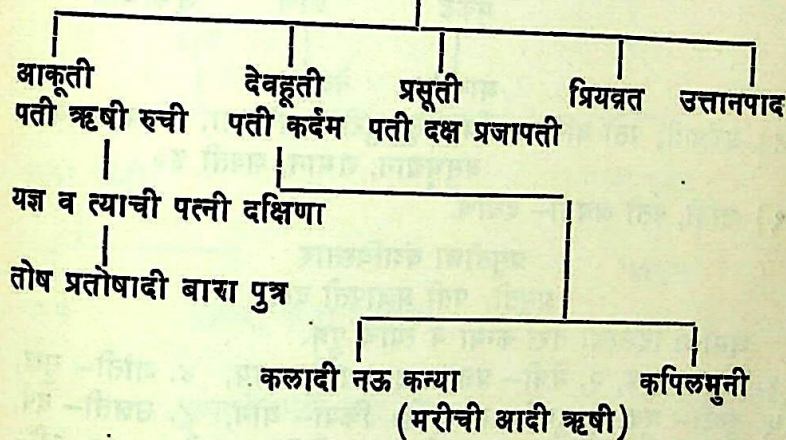 आकूती देवहूती प्रसूती प्रियव्रत उत्तानपाद
पती ऋषी रुची पती कर्दम पती दक्ष प्रजापती
यज्ञ व त्याची पत्नी दक्षिणा
तोष प्रतोषादी बारा पुत्र
कलादी नऊ कन्या कपिलमुनी
(मरीची आदी ऋषी)